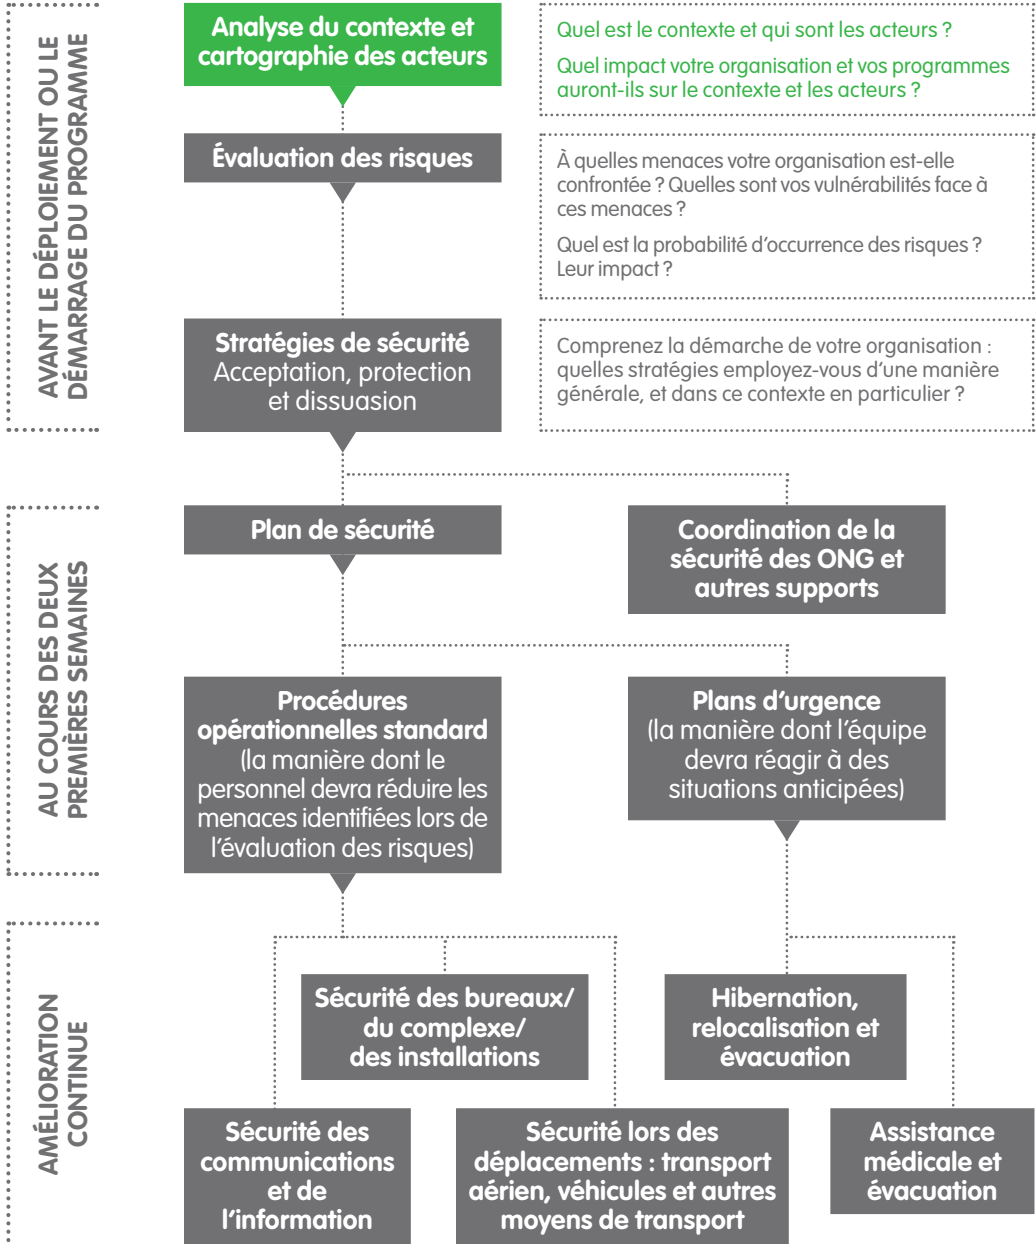 AVANT LE DÉPLOIEMENT OU LE
DÉMARRAGE DU PROGRAMME
Analyse du contexte et
cartographie des acteurs
Quel est le contexte et qui sont les acteurs ?
Quel impact votre organisation et vos programmes
auront-ils sur le contexte et les acteurs ?
Évaluation des risques
À quelles menaces votre organisation est-elle
confrontée ? Quelles sont vos vulnérabilités face à
ces menaces ?
Quel est la probabilité d’occurrence des risques ?
Leur impact ?
Stratégies de sécurité
Acceptation, protection
et dissuasion
Comprenez la démarche de votre organisation :
quelles stratégies employez-vous d’une manière
générale, et dans ce contexte en particulier ?
AU COURS DES DEUX
PREMIÈRES SEMAINES
Plan de sécurité
Coordination de la
sécurité des ONG et
autres supports
Procédures
opérationnelles standard
(la manière dont le
personnel devra réduire les
menaces identifiées lors de
l’évaluation des risques)
Plans d’urgence
(la manière dont l’équipe
devra réagir à des
situations anticipées)
AMÉLIORATION
CONTINUE
Sécurité des bureaux/
du complexe/
des installations
Hibernation,
relocalisation et
évacuation
Sécurité des
communications
et de
l’information
Sécurité lors des
déplacements : transport
aérien, véhicules et autres
moyens de transport
Assistance
médicale et
évacuation